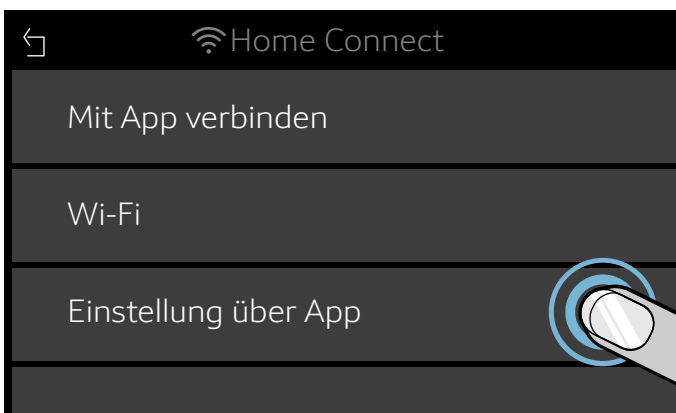 Home Connect
Mit App verbinden
Wi-Fi
Einstellung über App